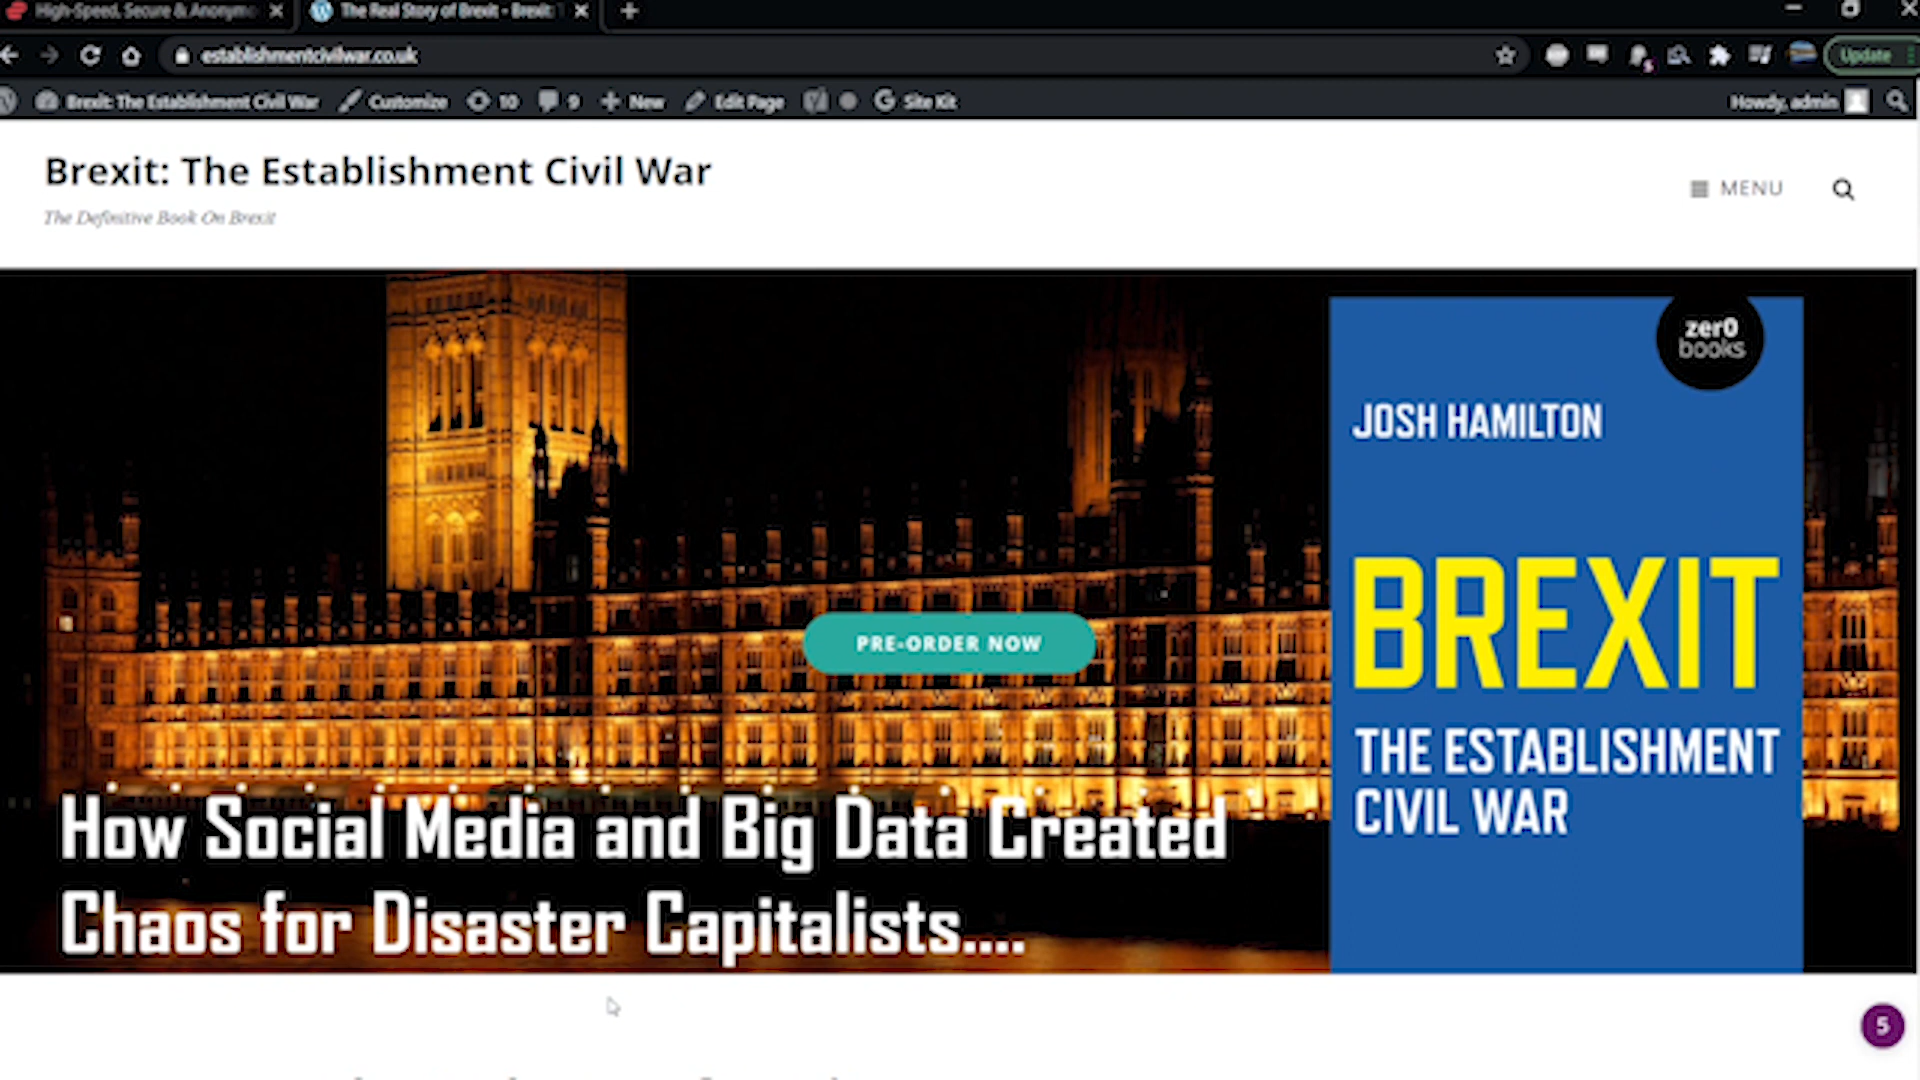 High-Speed, Secure & Anonym
The Real Story of Brexit - Brexit: T
establishmentcivilwar.co.uk
Update
Brexit: The Establishment Civil War
Customize
10
9
New
Edit Page
Site Kit
Howdy, admin
Brexit: The Establishment Civil War
MENU
The Definitive Book On Brexit
zer0
books
JOSH HAMILTON
BREXIT
PRE-ORDER NOW
THE ESTABLISHMENT
CIVIL WAR
How Social Media and Big Data Created
Chaos for Disaster Capitalists....
5